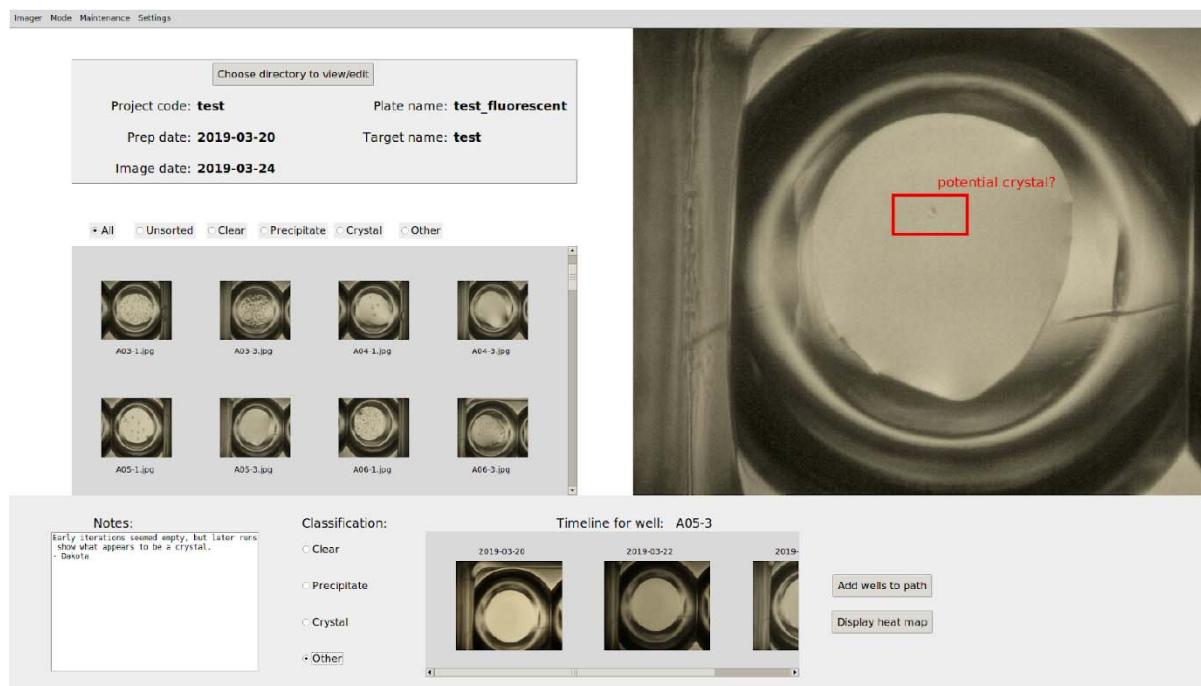 Imager Mode Maintenance Settings
Choose directory to view/edit
Project code: test Plate name: test_fluorescent
Prep date: 2019-03-20 Target name: test
Image date: 2019-03-24
potential crystal?
All Unsorted Clear Precipitate Crystal Other
A03-1.jpg A03-3.jpg A04-1.jpg A04-3.jpg
A05-1.jpg A05-3.jpg A06-1.jpg A06-3.jpg
Notes: Classification: Timeline for well: A05-3
Early iterations seemed empty, but later runs
show what appears to be a crystal.
- Dakota
Clear
Precipitate
Crystal
Other
2019-03-20 2019-03-22 2019-
Add wells to path
Display heat map